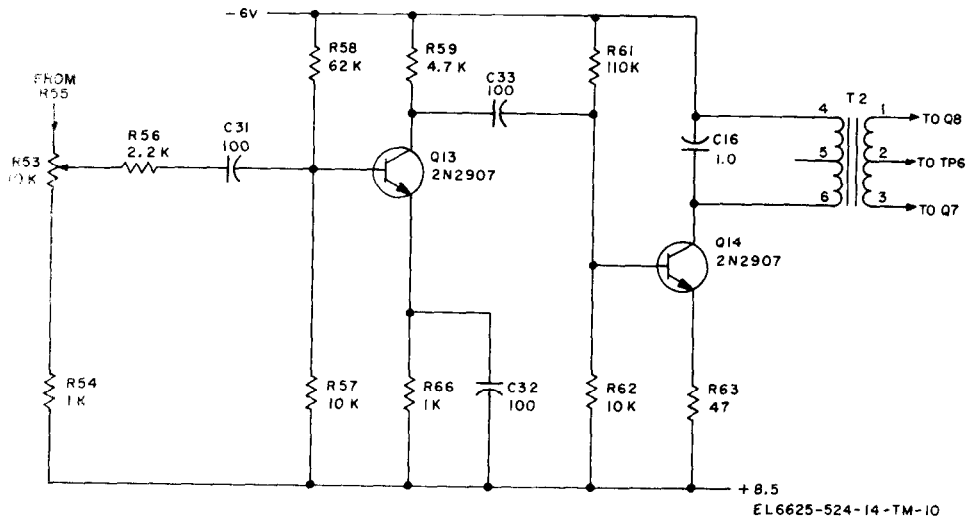 -6V
R58
62 K
R59
4.7 K
R61
110K
FROM
R55
C33
100
T2
4
1
TO Q8
R56
2.2 K
C31
100
C16
1.0
5
2
TO TP6
R53
10K
Q13
2N2907
6
3
TO Q7
Q14
2N2907
R54
1K
R57
10 K
R66
1K
C32
100
R62
10K
R63
47
+ 8.5
EL6625-524-14-TM-10